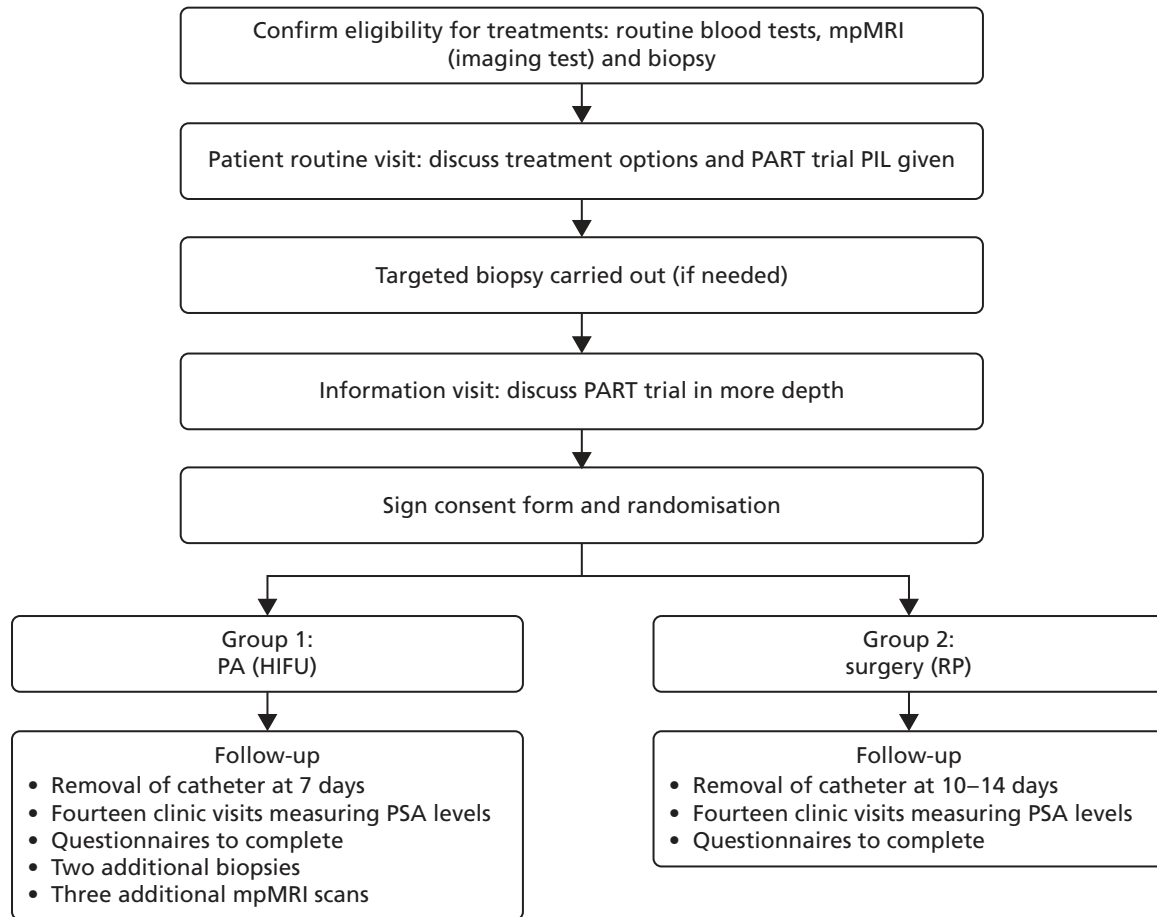 Confirm eligibility for treatments: routine blood tests, mpMRI
(imaging test) and biopsy
Patient routine visit: discuss treatment options and PART trial PIL given
Targeted biopsy carried out (if needed)
Information visit: discuss PART trial in more depth
Sign consent form and randomisation
Group 1:
PA (HIFU)
Group 2:
surgery (RP)
Follow-up
• Removal of catheter at 7 days
• Fourteen clinic visits measuring PSA levels
• Questionnaires to complete
• Two additional biopsies
• Three additional mpMRI scans
Follow-up
• Removal of catheter at 10–14 days
• Fourteen clinic visits measuring PSA levels
• Questionnaires to complete